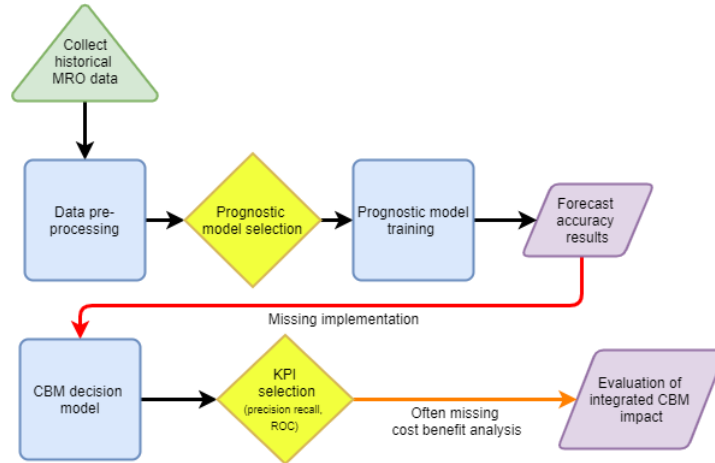 Collect
historical
MRO data
Data pre-
processing
Prognostic
model selection
Prognostic model
training
Forecast
accuracy
results
Missing implementation
CBM decision
model
KPI
selection
(precision recall,
ROC)
Often missing
cost benefit analysis
Evaluation of
integrated CBM
impact